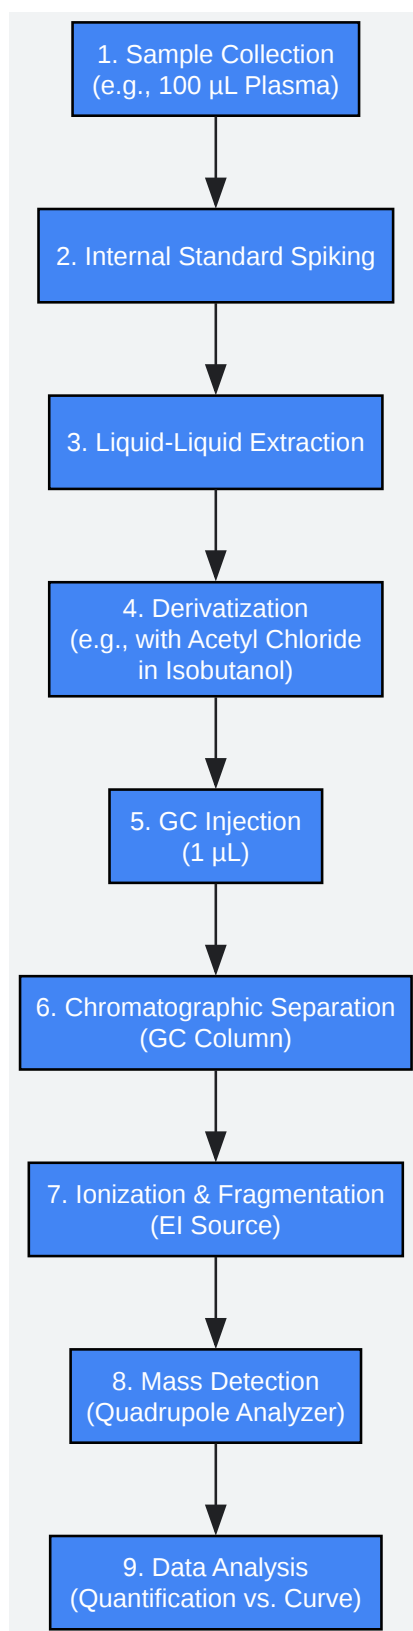 1. Sample Collection
(e.g., 100 µL Plasma)
2. Internal Standard Spiking
3. Liquid-Liquid Extraction
4. Derivatization
(e.g., with Acetyl Chloride
in Isobutanol)
5. GC Injection
(1 µL)
6. Chromatographic Separation
(GC Column)
7. Ionization & Fragmentation
(EI Source)
8. Mass Detection
(Quadrupole Analyzer)
9. Data Analysis
(Quantification vs. Curve)